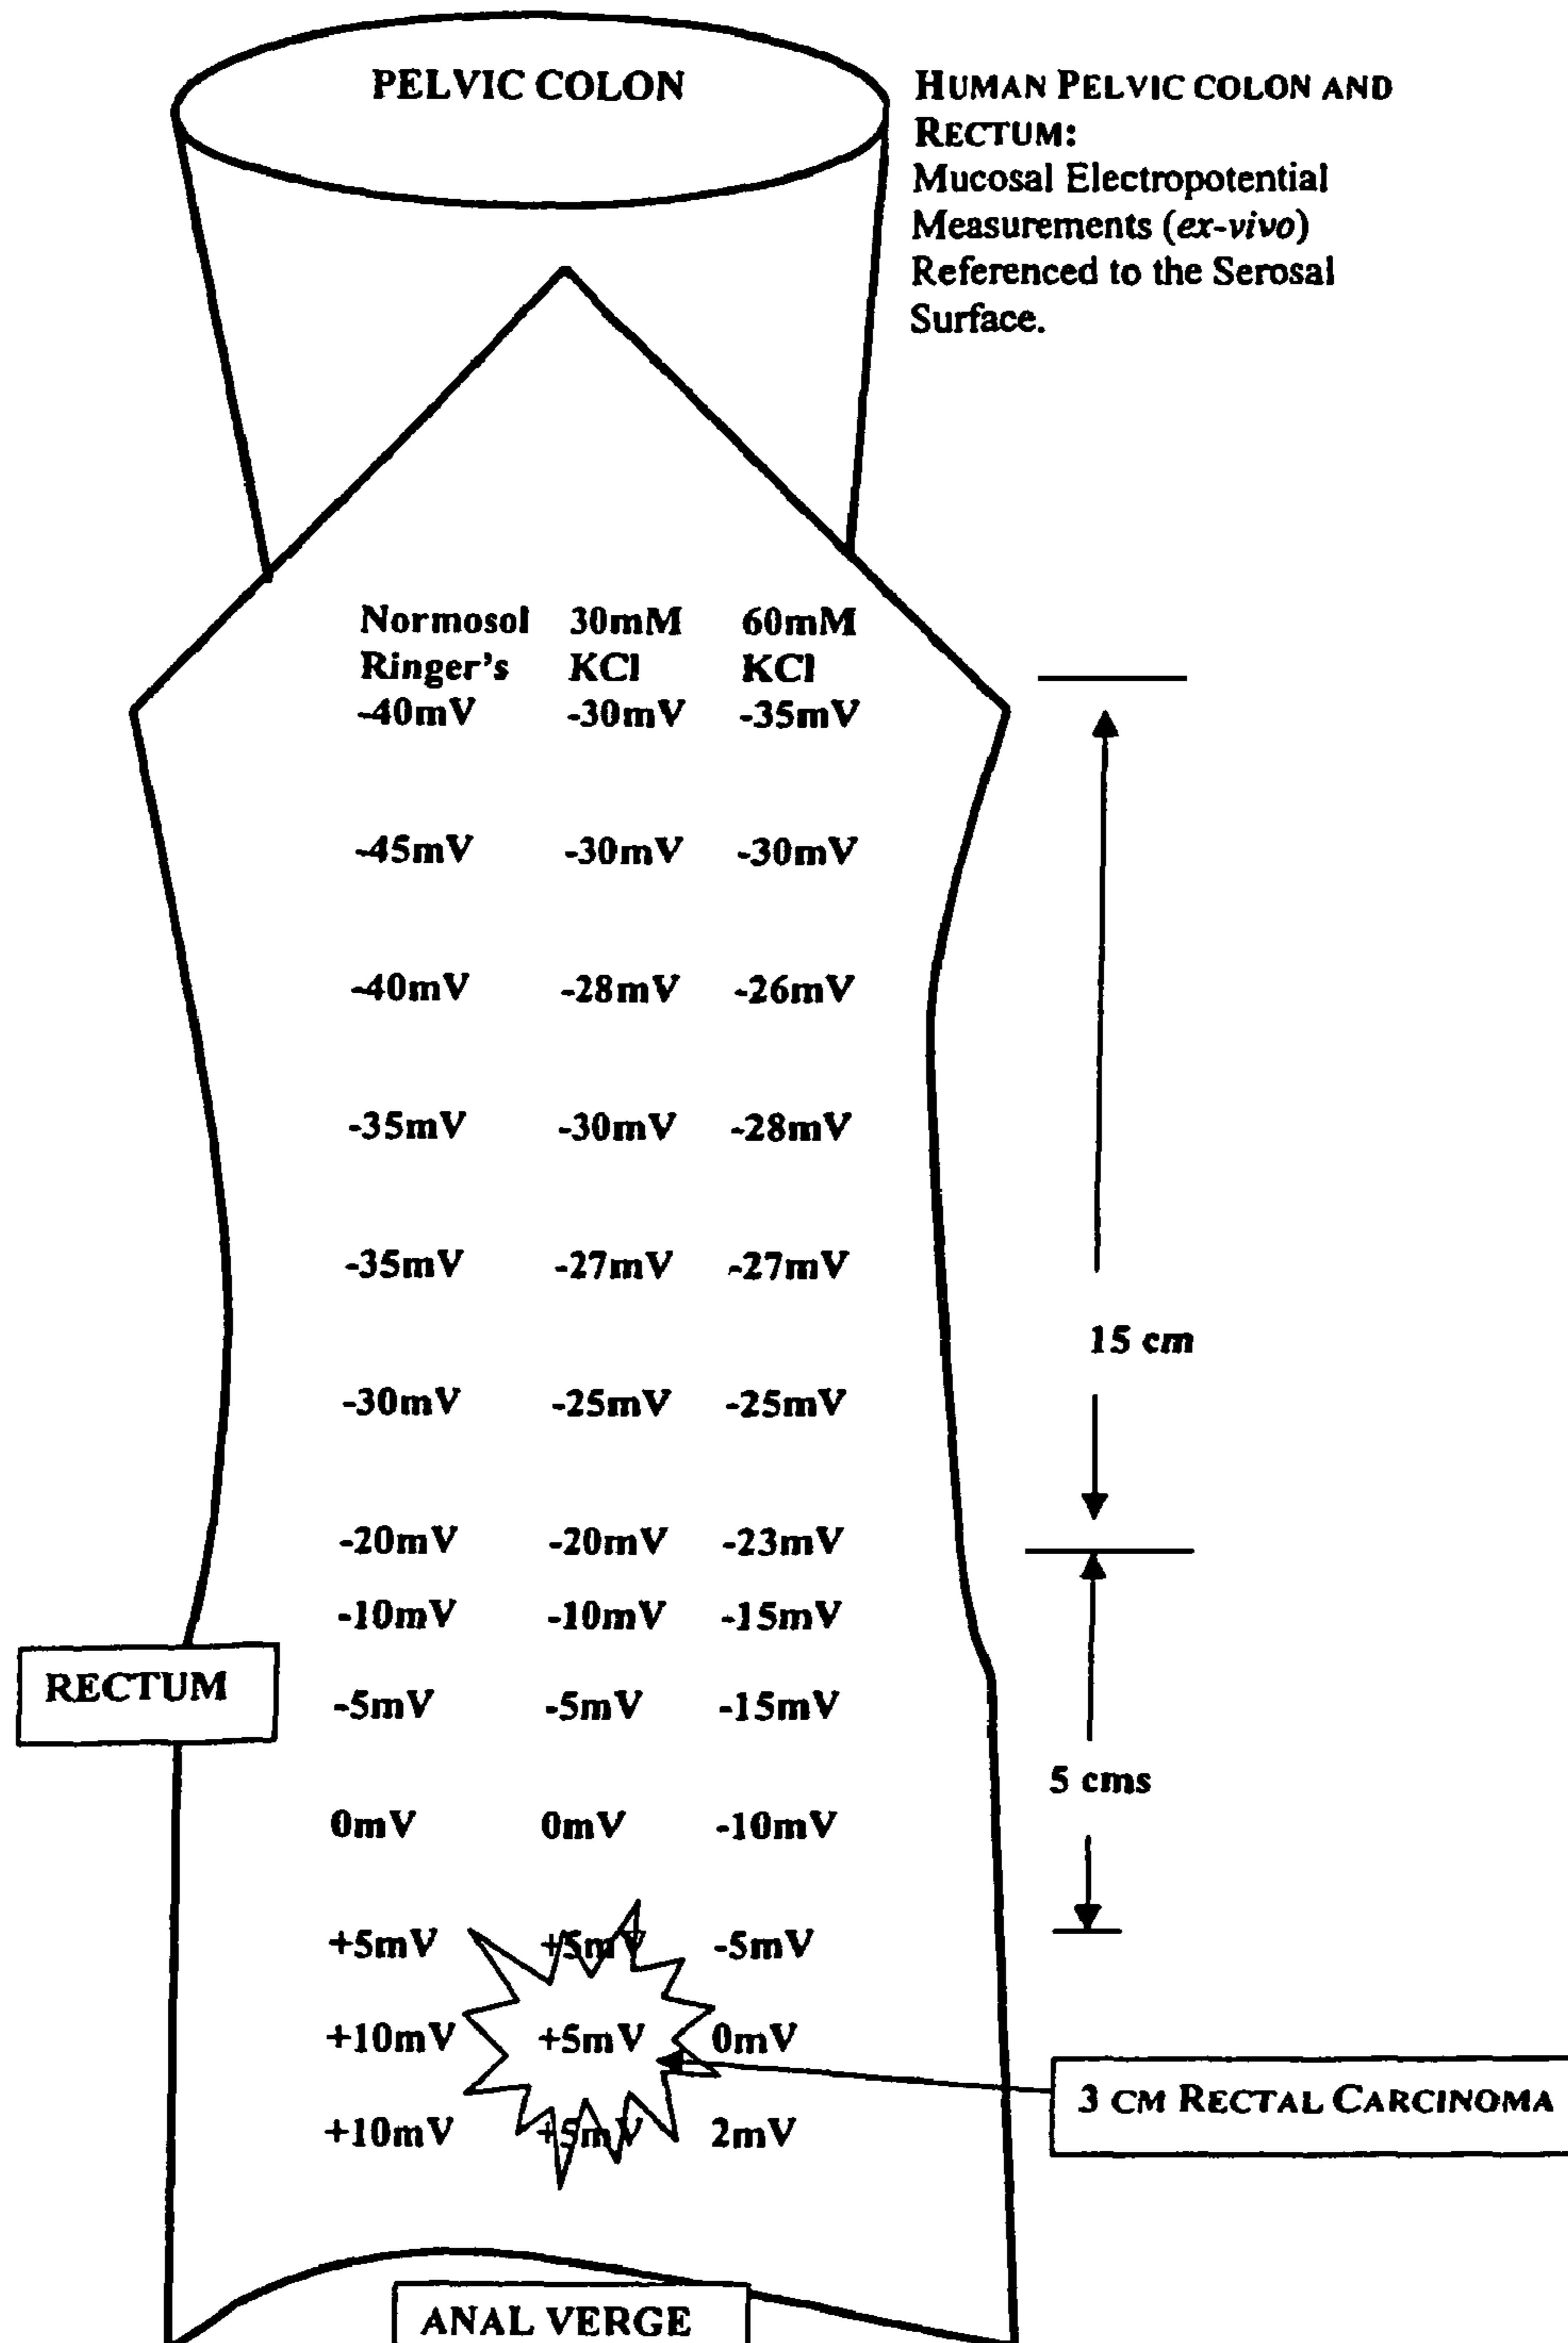 PELVIC COLON
HUMAN PELVIC COLON AND
RECTUM:
Mucosal Electropotential
Measurements (ex-vivo)
Referenced to the Serosal
Surface.
Normosol 30mM 60mM
Ringer's KCl KCl
-40mV -30mV -35mV
-45mV -30mV -30mV
-40mV -28mV -26mV
-35mV -30mV -28mV
-35mV -27mV -27mV
15 cm
-30mV -25mV -25mV
-20mV -20mV -23mV
-10mV -10mV -15mV
RECTUM
-5mV -5mV -15mV
5 cms
0mV 0mV -10mV
+5mV +5mV -5mV
+10mV +5mV 0mV
3 CM RECTAL CARCINOMA
+10mV +5mV 2mV
ANAL VERGE